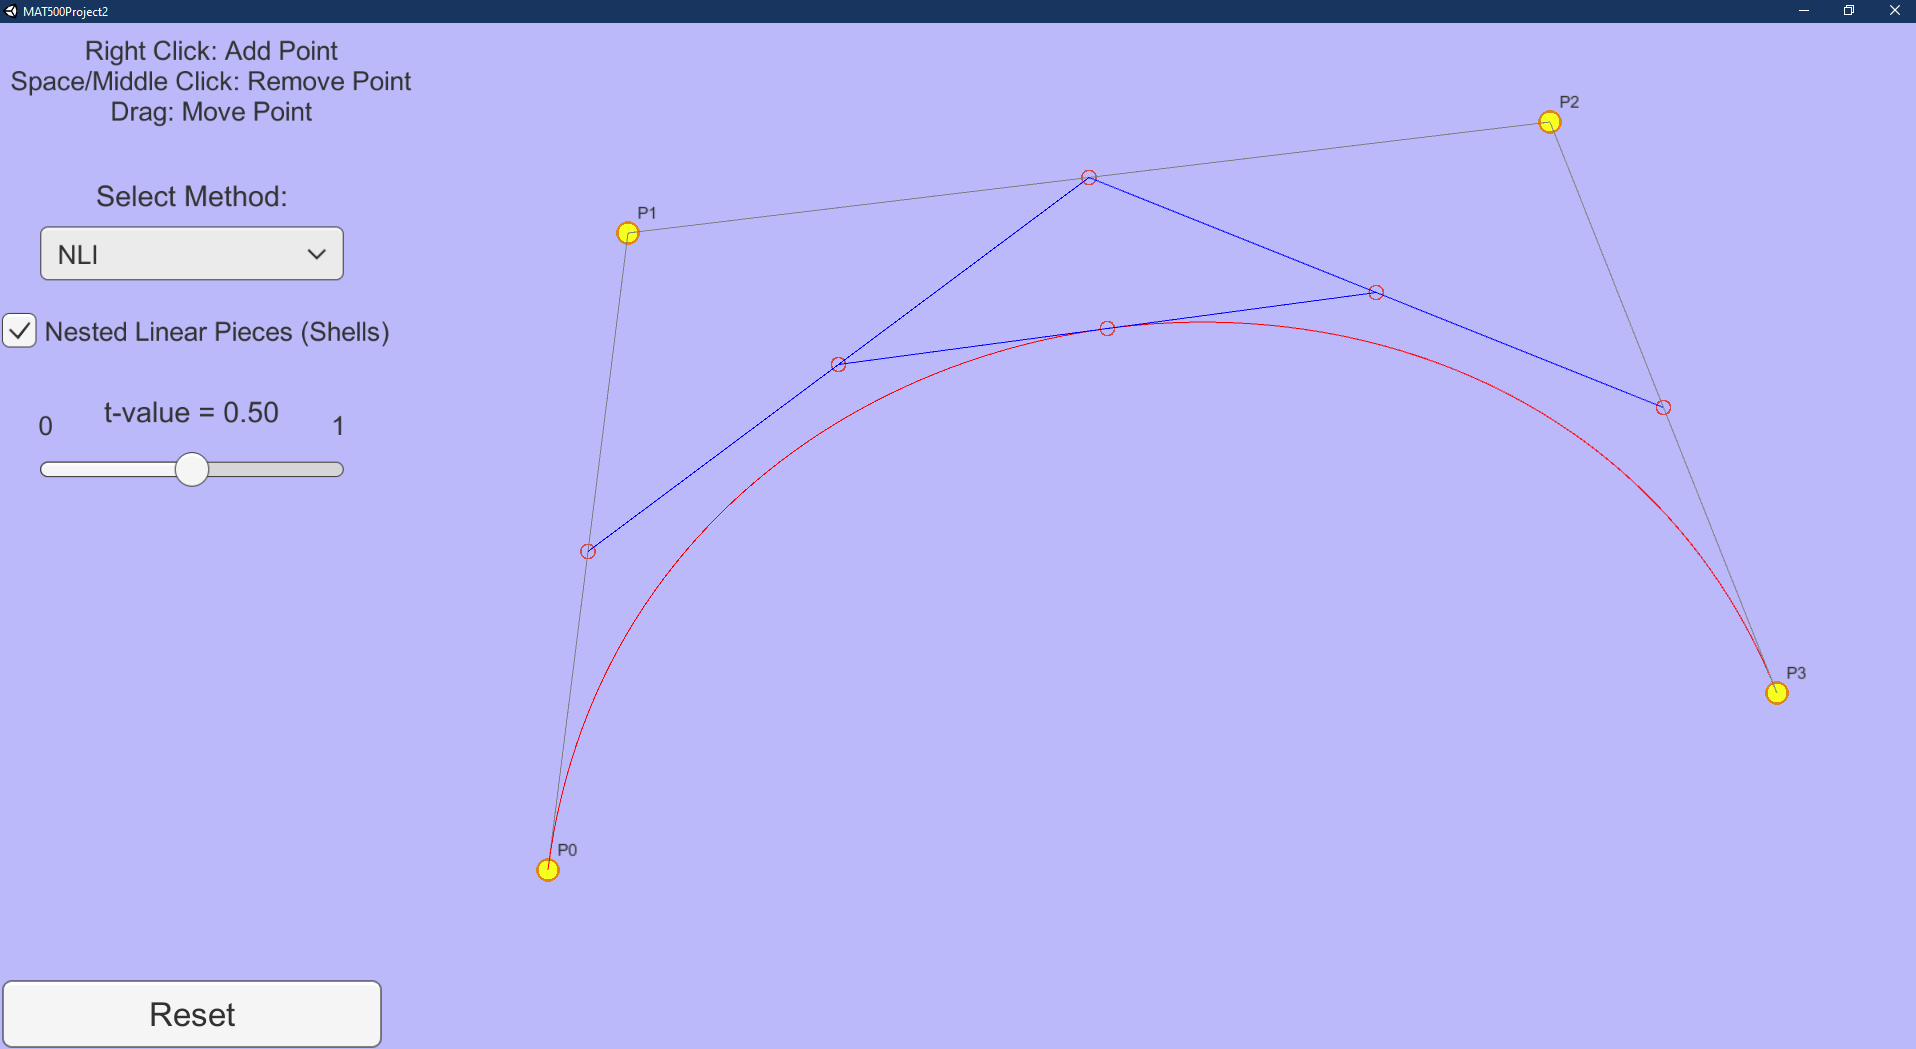 MAT500Project2
Right Click: Add Point
Space/Middle Click: Remove Point
Drag: Move Point
Select Method:
NLI
Nested Linear Pieces (Shells)
t-value = 0.50
0
1
Reset
P0
P1
P2
P3